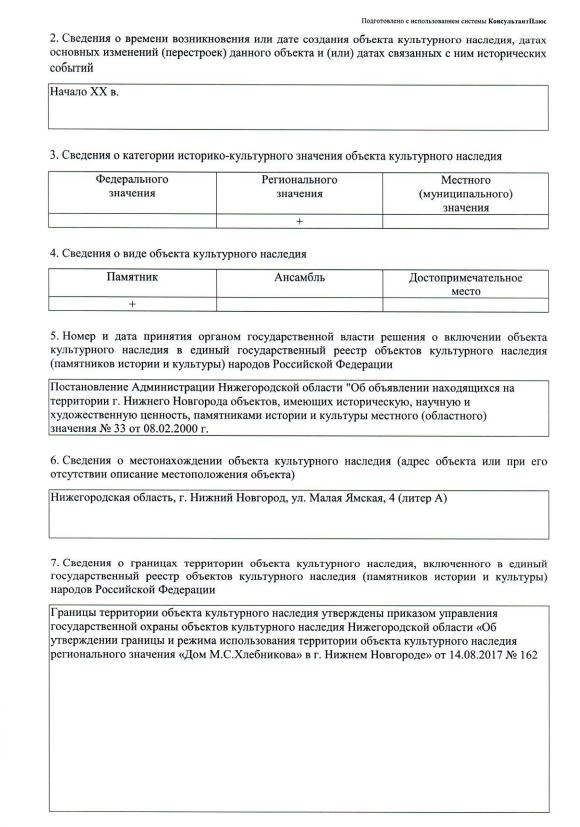 Подготовлено с использованием системы КонсультантПлюс
2. Сведения о времени возникновения или дате создания объекта культурного наследия, датах
основных изменений (перестроек) данного объекта и (или) датах связанных с ним исторических
событий
Начало XX в.
3. Сведения о категории историко-культурного значения объекта культурного наследия
Федерального значения
Регионального значения
Местного (муниципального) значения
+
4. Сведения о виде объекта культурного наследия
Памятник
Ансамбль
Достопримечательное место
+
5. Номер и дата принятия органом государственной власти решения о включении объекта
культурного наследия в единый государственный реестр объектов культурного наследия
(памятников истории и культуры) народов Российской Федерации
Постановление Администрации Нижегородской области "Об объявлении находящихся на
территории г. Нижнего Новгорода объектов, имеющих историческую, научную и
художественную ценность, памятниками истории и культуры местного (областного)
значения № 33 от 08.02.2000 г.
6. Сведения о местонахождении объекта культурного наследия (адрес объекта или при его
отсутствии описание местоположения объекта)
Нижегородская область, г. Нижний Новгород, ул. Малая Ямская, 4 (литер А)
7. Сведения о границах территории объекта культурного наследия, включенного в единый
государственный реестр объектов культурного наследия (памятников истории и культуры)
народов Российской Федерации
Границы территории объекта культурного наследия утверждены приказом управления
государственной охраны объектов культурного наследия Нижегородской области «Об
утверждении границы и режима использования территории объекта культурного наследия
регионального значения «Дом М.С.Хлебникова» в г. Нижнем Новгороде» от 14.08.2017 № 162